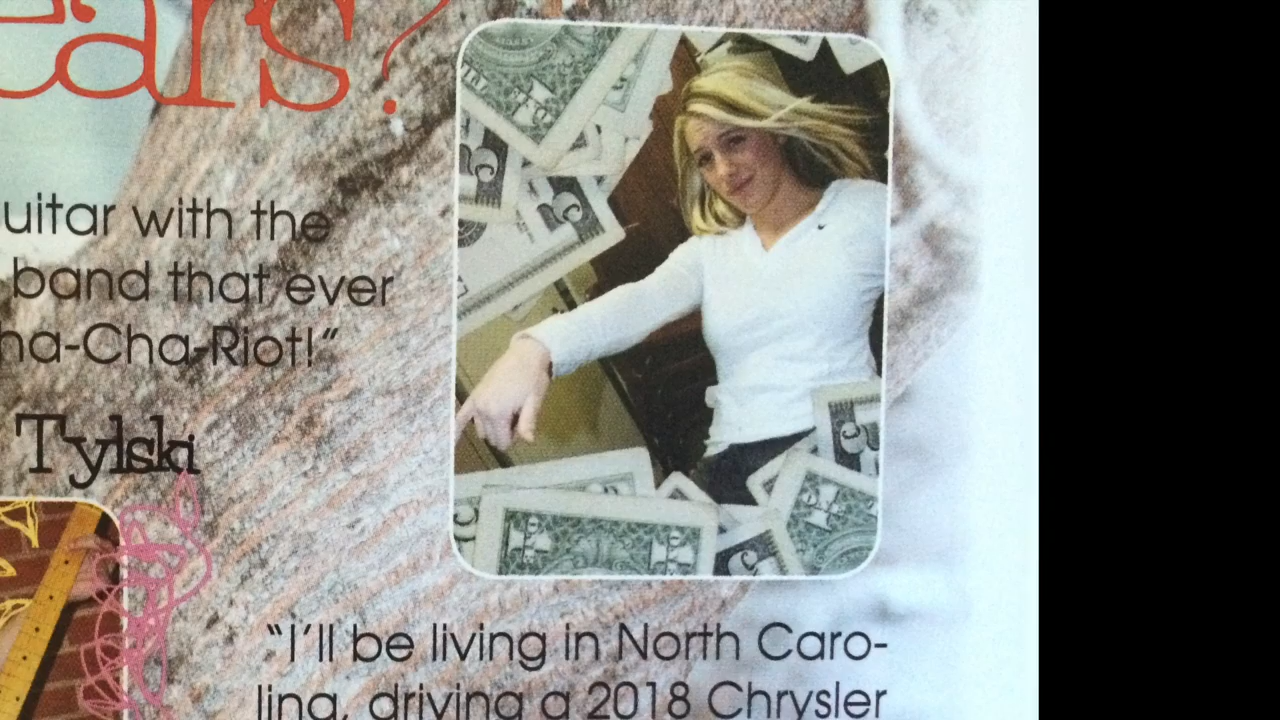 ears?
uitar with the
band that ever
ha-Cha-Riot!"
Tylski
"I'll be living in North Caro-
lina, driving a 2018 Chrysler